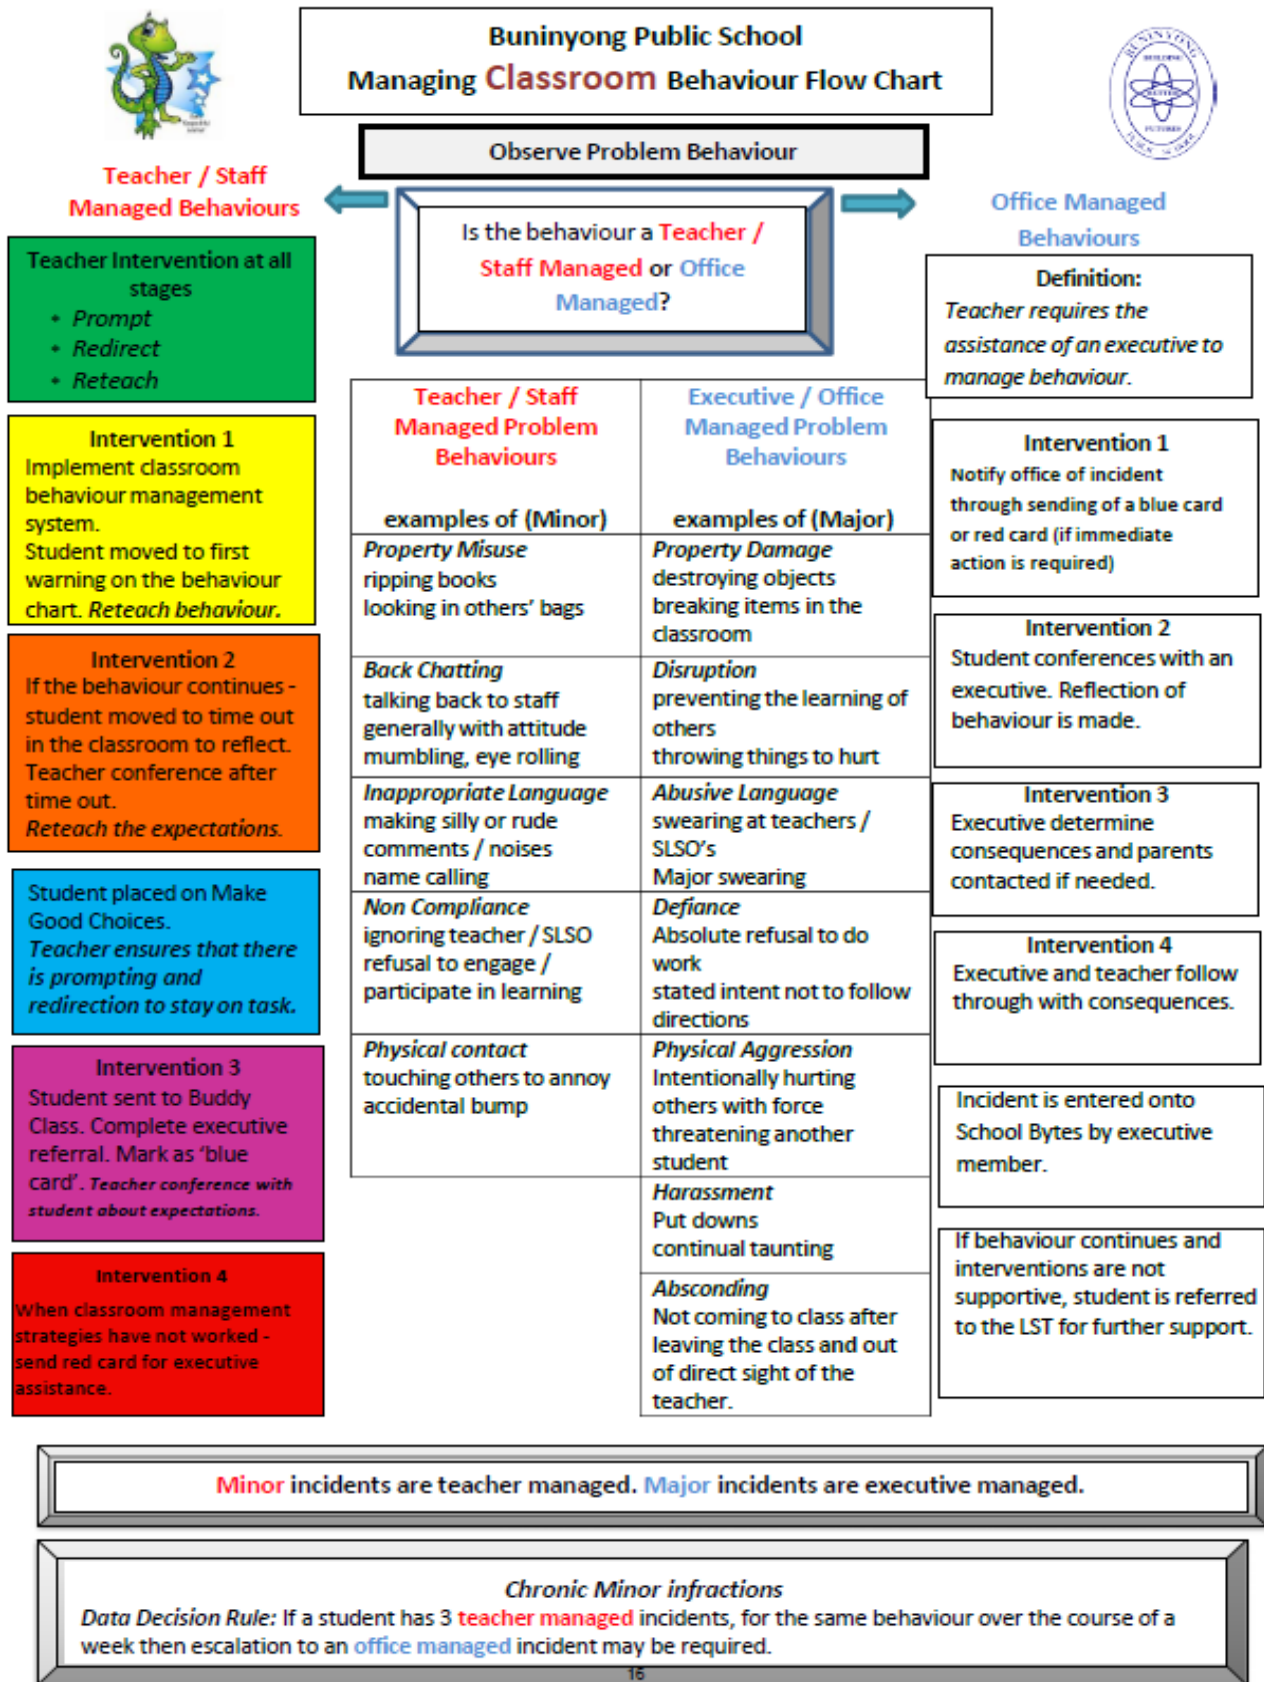 Buninyong Public School
Managing Classroom Behaviour Flow Chart
BUNINYONG
BUILDING
BETTER
FUTURES
PUBLIC SCHOOL
Observe Problem Behaviour
Teacher / Staff
Managed Behaviours
Is the behaviour a Teacher /
Staff Managed or Office
Managed?
Office Managed
Behaviours
Teacher Intervention at all
stages
• Prompt
• Redirect
• Reteach
Intervention 1
Implement classroom
behaviour management
system.
Student moved to first
warning on the behaviour
chart. Reteach behaviour.
Intervention 2
If the behaviour continues -
student moved to time out
in the classroom to reflect.
Teacher conference after
time out.
Reteach the expectations.
Student placed on Make
Good Choices.
Teacher ensures that there
is prompting and
redirection to stay on task.
Intervention 3
Student sent to Buddy
Class. Complete executive
referral. Mark as ‘blue
card’. Teacher conference with
student about expectations.
Intervention 4
When classroom management
strategies have not worked -
send red card for executive
assistance.
Teacher / Staff
Managed Problem
Behaviours
examples of (Minor)
Executive / Office
Managed Problem
Behaviours
examples of (Major)
Property Misuse
ripping books
looking in others’ bags
Property Damage
destroying objects
breaking items in the
classroom
Back Chatting
talking back to staff
generally with attitude
mumbling, eye rolling
Disruption
preventing the learning of
others
throwing things to hurt
Inappropriate Language
making silly or rude
comments / noises
name calling
Abusive Language
swearing at teachers /
SLSO’s
Major swearing
Non Compliance
ignoring teacher / SLSO
refusal to engage /
participate in learning
Defiance
Absolute refusal to do
work
stated intent not to follow
directions
Physical contact
touching others to annoy
accidental bump
Physical Aggression
Intentionally hurting
others with force
threatening another
student
Harassment
Put downs
continual taunting
Absconding
Not coming to class after
leaving the class and out
of direct sight of the
teacher.
Definition:
Teacher requires the
assistance of an executive to
manage behaviour.
Intervention 1
Notify office of incident
through sending of a blue card
or red card (if immediate
action is required)
Intervention 2
Student conferences with an
executive. Reflection of
behaviour is made.
Intervention 3
Executive determine
consequences and parents
contacted if needed.
Intervention 4
Executive and teacher follow
through with consequences.
Incident is entered onto
School Bytes by executive
member.
If behaviour continues and
interventions are not
supportive, student is referred
to the LST for further support.
Minor incidents are teacher managed. Major incidents are executive managed.
Chronic Minor infractions
Data Decision Rule: If a student has 3 teacher managed incidents, for the same behaviour over the course of a
week then escalation to an office managed incident may be required.
16